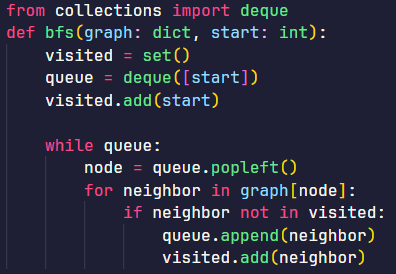 from collections import deque
def bfs(graph: dict, start: int):
    visited = set()
    queue = deque([start])
    visited.add(start)

    while queue:
        node = queue.popleft()
        for neighbor in graph[node]:
            if neighbor not in visited:
                queue.append(neighbor)
                visited.add(neighbor)